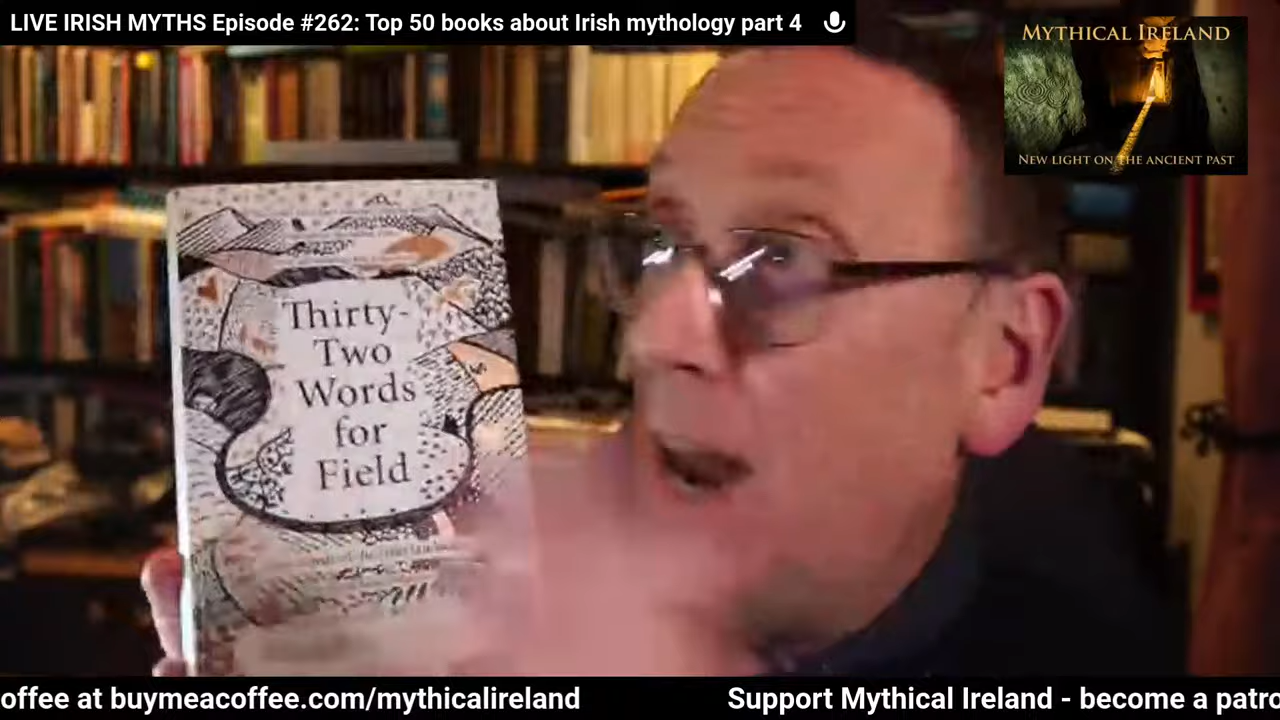 LIVE IRISH MYTHS Episode #262: Top 50 books about Irish mythology part 4
MYTHICAL IRELAND
NEW LIGHT ON THE ANCIENT PAST
Thirty-
Two
Words
for
Field
offee at buymeacoffee.com/mythicalireland
Support Mythical Ireland - become a patro